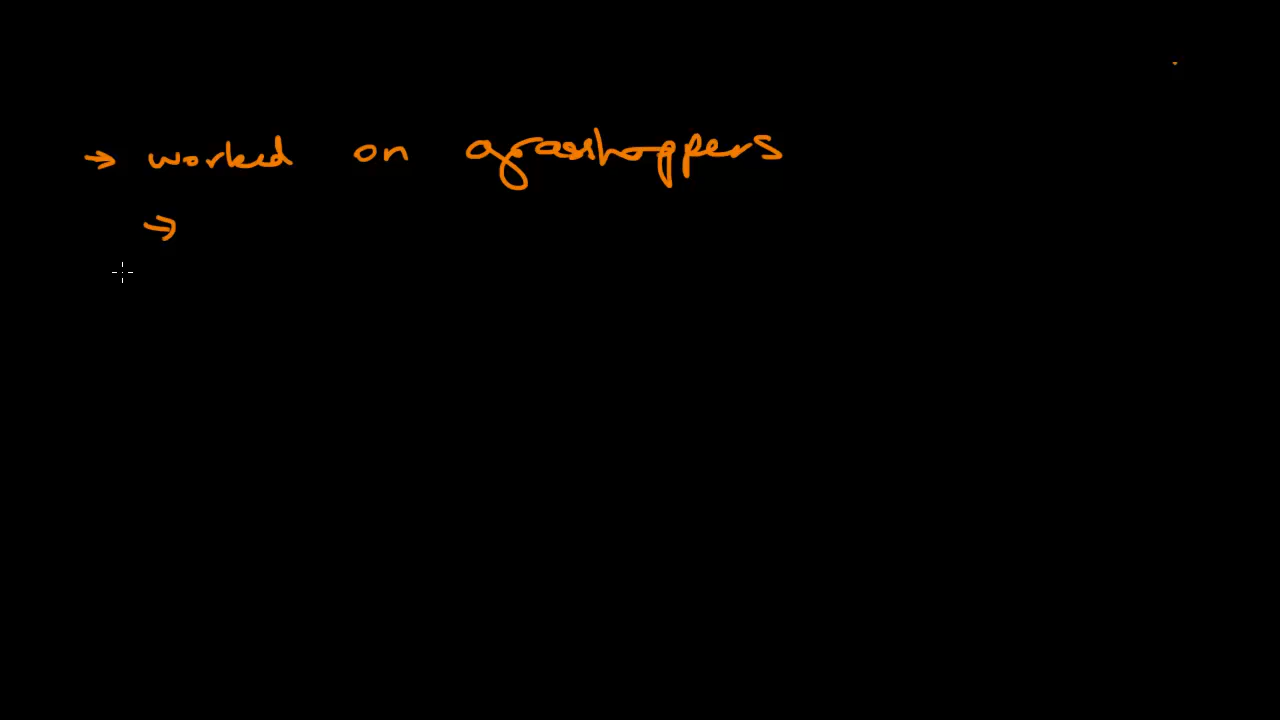 → worked on grasshoppers
→